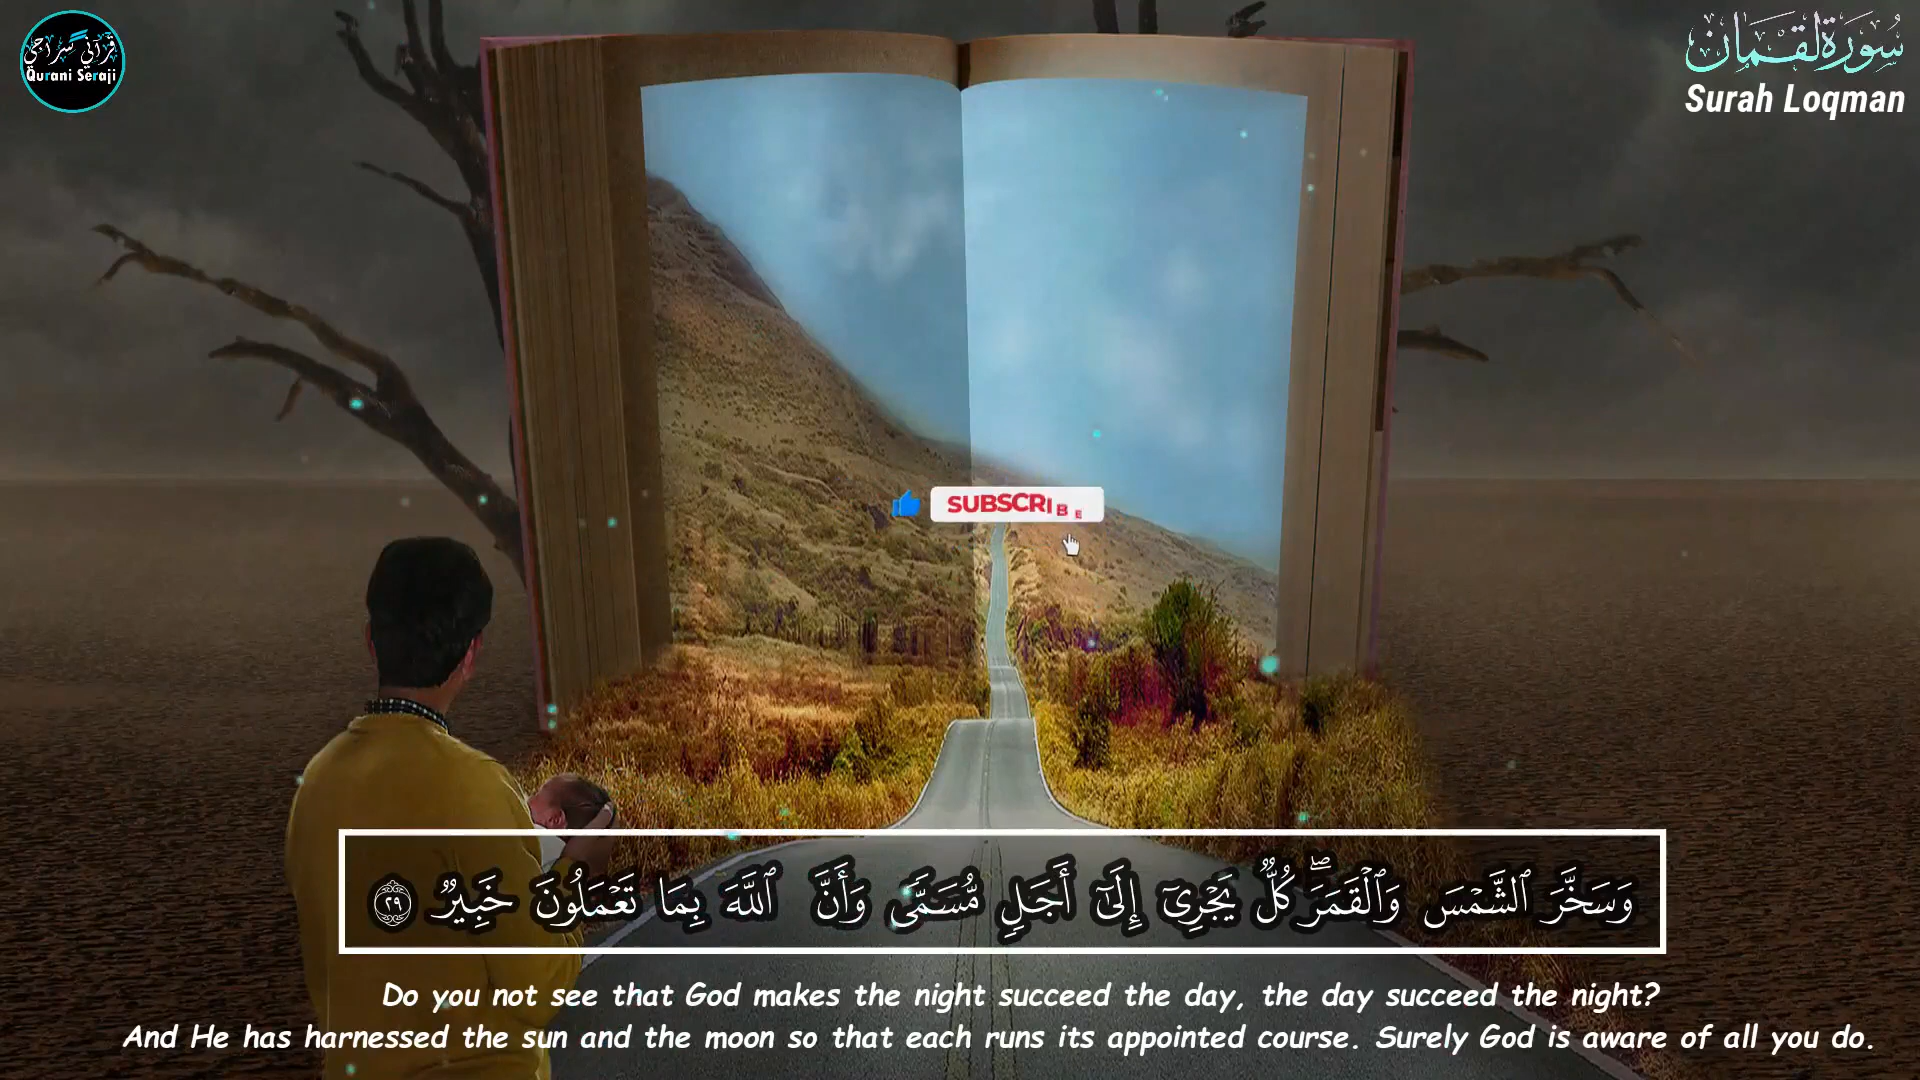 قرآني سراجي
Qurani Seraji
سُورَةُ لُقْمَان
Surah Loqman
SUBSCRIBE
وَسَخَّرَ ٱلشَّمْسَ وَٱلْقَمَرَۖ كُلٌّ يَجْرِىٓ إِلَىٰٓ أَجَلٍ مُّسَمًّى وَأَنَّ ٱللَّهَ بِمَا تَعْمَلُونَ خَبِيرٌ ٢٩
Do you not see that God makes the night succeed the day, the day succeed the night?
And He has harnessed the sun and the moon so that each runs its appointed course. Surely God is aware of all you do.